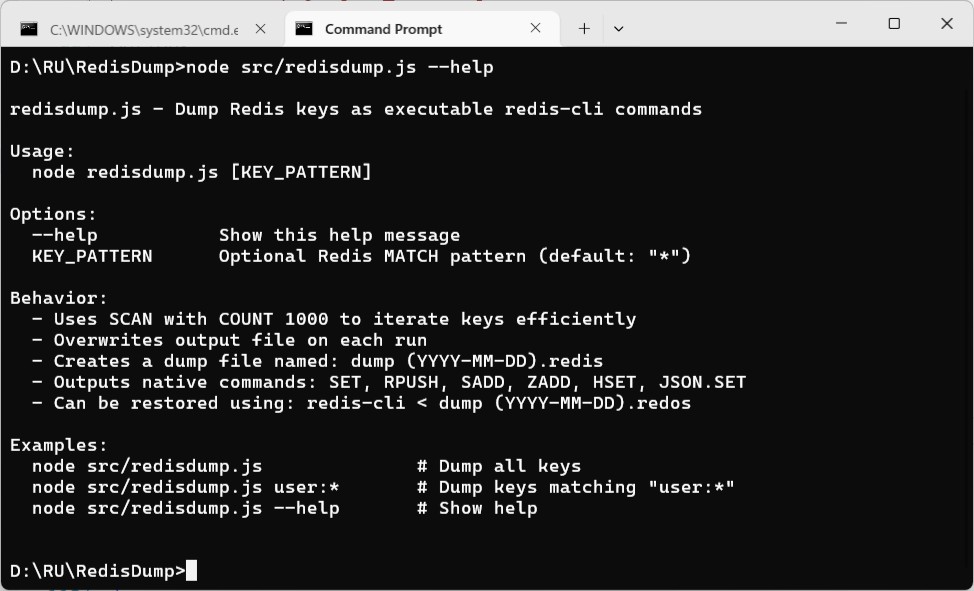 C:\WINDOWS\system32\cmd.e
Command Prompt
D:\RU\RedisDump>node src/redisdump.js --help
redisdump.js - Dump Redis keys as executable redis-cli commands
Usage:
node redisdump.js [KEY_PATTERN]
Options:
--help Show this help message
KEY_PATTERN Optional Redis MATCH pattern (default: "*")
Behavior:
- Uses SCAN with COUNT 1000 to iterate keys efficiently
- Overwrites output file on each run
- Creates a dump file named: dump (YYYY-MM-DD).redis
- Outputs native commands: SET, RPUSH, SADD, ZADD, HSET, JSON.SET
- Can be restored using: redis-cli < dump (YYYY-MM-DD).redos
Examples:
node src/redisdump.js # Dump all keys
node src/redisdump.js user:* # Dump keys matching "user:*"
node src/redisdump.js --help # Show help
D:\RU\RedisDump>